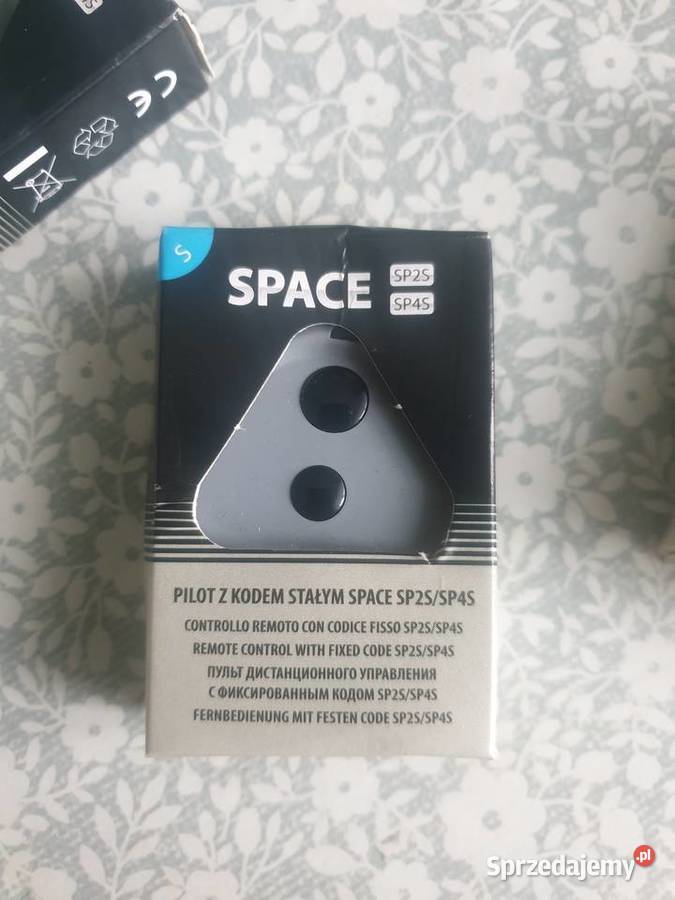 S
CE
S
SPACE
SP2S
SP4S
PILOT Z KODEM STAŁYM SPACE SP2S/SP4S
CONTROLLO REMOTO CON CODICE FISSO SP2S/SP4S
REMOTE CONTROL WITH FIXED CODE SP2S/SP4S
ПУЛЬТ ДИСТАНЦИОННОГО УПРАВЛЕНИЯ
С ФИКСИРОВАННЫМ КОДОМ SP2S/SP4S
FERNBEDIENUNG MIT FESTEN CODE SP2S/SP4S
Sprzedajemy.pl